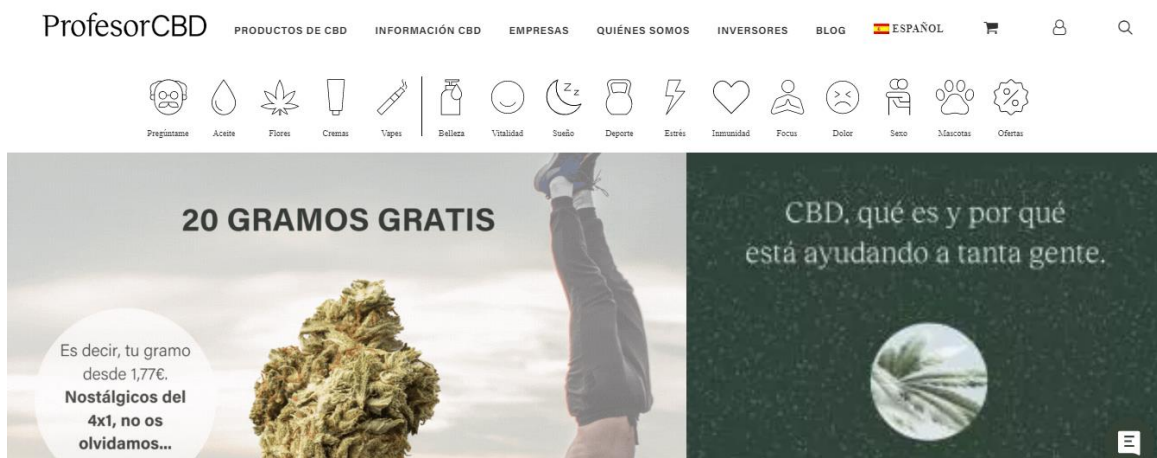 ProfesorCBD
PRODUCTOS DE CBD
INFORMACIÓN CBD
EMPRESAS
QUIÉNES SOMOS
INVERSORES
BLOG
ESPAÑOL
Pregúntame
Aceite
Flores
Cremas
Vapes
Belleza
Vitalidad
Sueño
Deporte
Estrés
Inmunidad
Focus
Dolor
Sexo
Mascotas
Ofertas
20 GRAMOS GRATIS
Es decir, tu gramo
desde 1,77€.
Nostálgicos del
4x1, no os
olvidamos...
CBD, qué es y por qué
está ayudando a tanta gente.